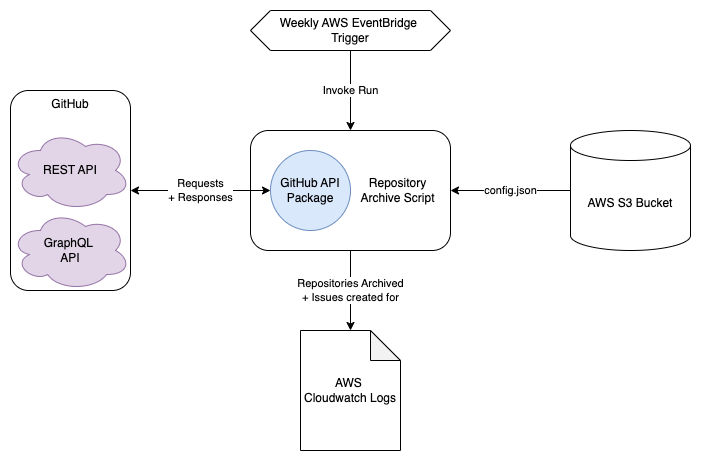 Weekly AWS EventBridge
Trigger
Invoke Run
GitHub
REST API
GraphQL
API
Requests
+ Responses
GitHub API
Package
Repository
Archive Script
config.json
AWS S3 Bucket
Repositories Archived
+ Issues created for
AWS
Cloudwatch Logs